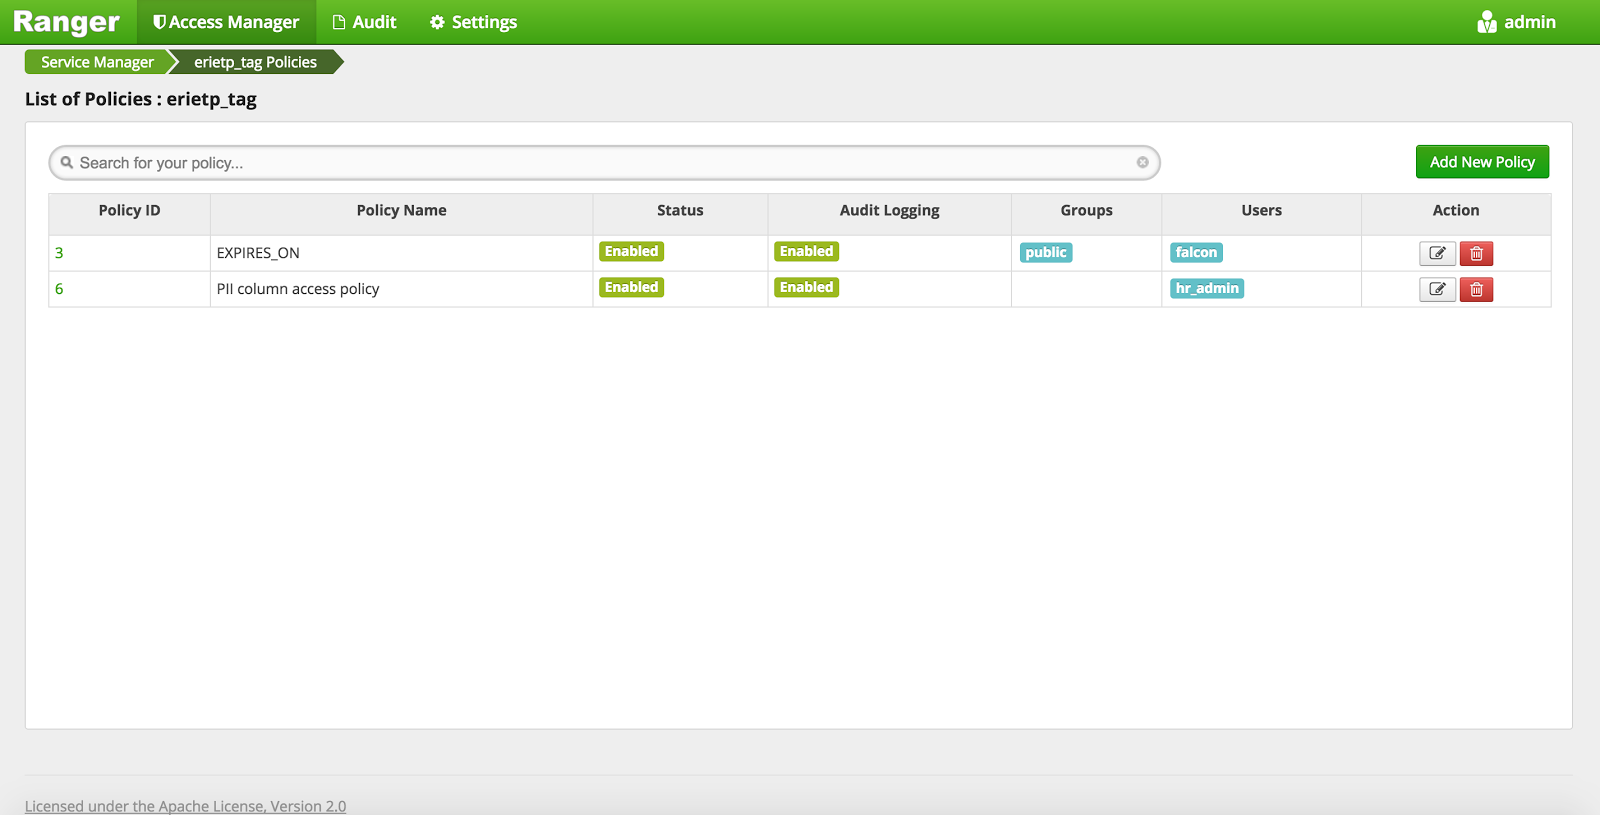 Ranger Access Manager Audit Settings admin
Service Manager erietp_tag Policies
List of Policies : erietp_tag
Search for your policy... Add New Policy
Policy ID Policy Name Status Audit Logging Groups Users Action
3 EXPIRES_ON Enabled Enabled public falcon
6 PII column access policy Enabled Enabled hr_admin
Licensed under the Apache License, Version 2.0